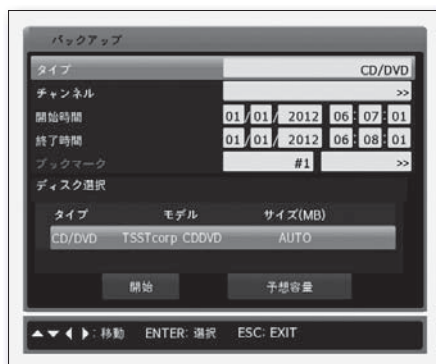 バックアップ
タイプ CD/DVD
チャンネル >>
開始時間 01/01/2012 06:07:01
終了時間 01/01/2012 06:08:01
ブックマーク #1 >>
ディスク選択
タイプ モデル サイズ(MB)
CD/DVD TSSTcorp CDDVD AUTO
開始 予想容量
▲▼◀▶: 移動 ENTER: 選択 ESC: EXIT